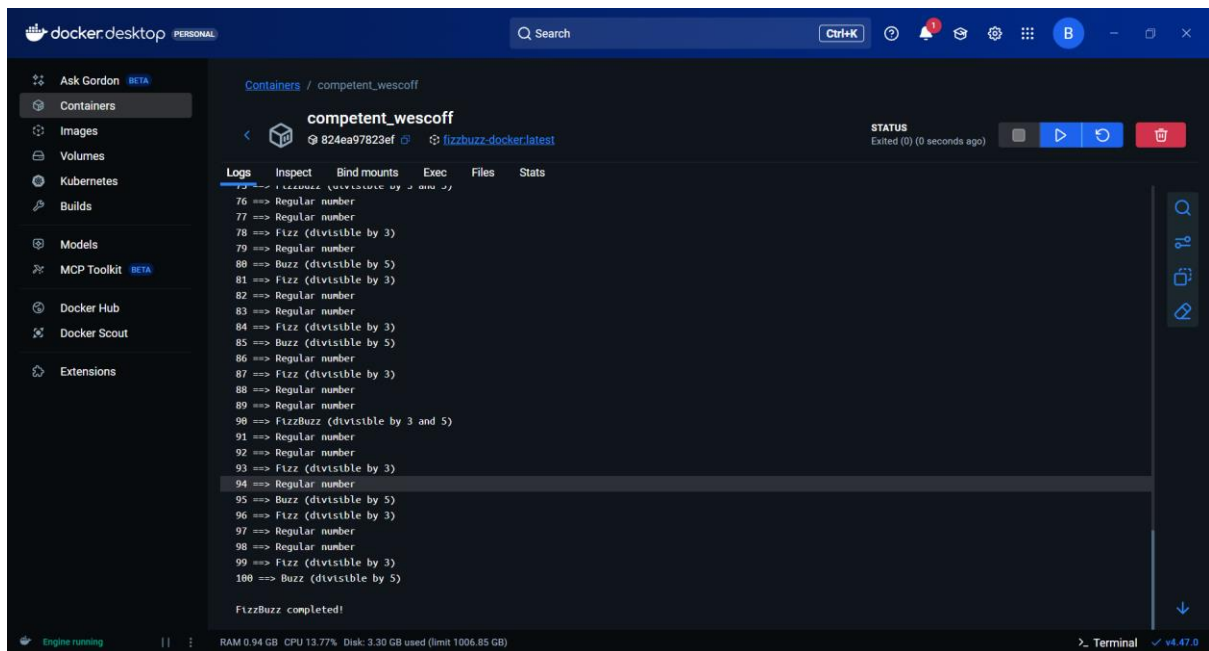 docker.desktop PERSONAL
Search
Ctrl+K
1
B
Ask Gordon BETA
Containers
Images
Volumes
Kubernetes
Builds
Models
MCP Toolkit BETA
Docker Hub
Docker Scout
Extensions
Containers / competent_wescoff
competent_wescoff
824ea97823ef fizzbuzz-docker:latest
STATUS
Exited (0) (0 seconds ago)
Logs Inspect Bind mounts Exec Files Stats
75 ==> FizzBuzz (divisible by 3 and 5)
76 ==> Regular number
77 ==> Regular number
78 ==> Fizz (divisible by 3)
79 ==> Regular number
80 ==> Buzz (divisible by 5)
81 ==> Fizz (divisible by 3)
82 ==> Regular number
83 ==> Regular number
84 ==> Fizz (divisible by 3)
85 ==> Buzz (divisible by 5)
86 ==> Regular number
87 ==> Fizz (divisible by 3)
88 ==> Regular number
89 ==> Regular number
90 ==> FizzBuzz (divisible by 3 and 5)
91 ==> Regular number
92 ==> Regular number
93 ==> Fizz (divisible by 3)
94 ==> Regular number
95 ==> Buzz (divisible by 5)
96 ==> Fizz (divisible by 3)
97 ==> Regular number
98 ==> Regular number
99 ==> Fizz (divisible by 3)
100 ==> Buzz (divisible by 5)
FizzBuzz completed!
Engine running
RAM 0.94 GB CPU 13.77% Disk: 3.30 GB used (limit 1006.85 GB)
>_ Terminal
v4.47.0